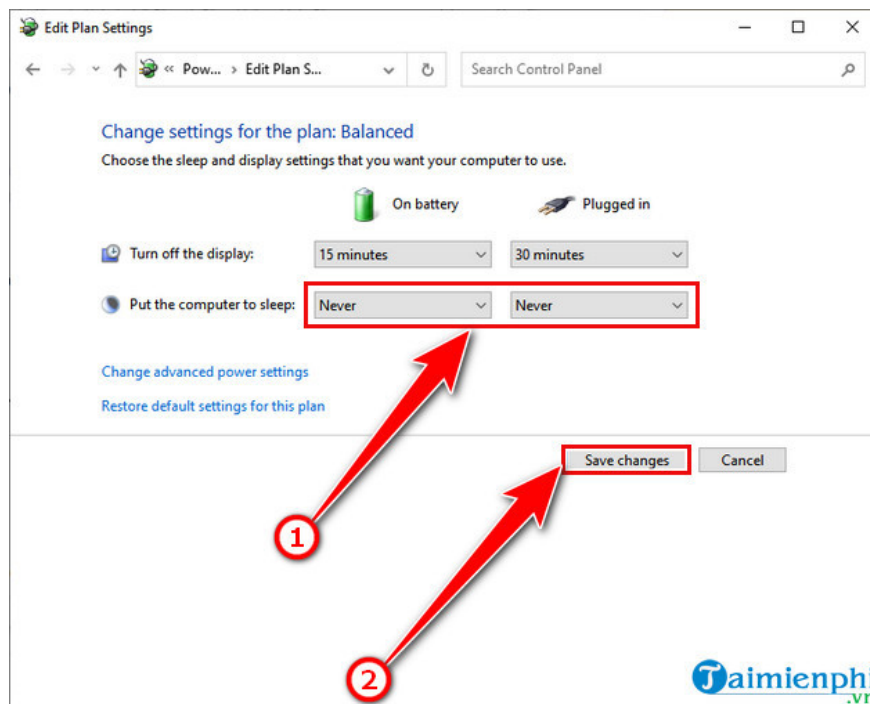 Edit Plan Settings
« Pow... › Edit Plan S...
Search Control Panel
Change settings for the plan: Balanced
Choose the sleep and display settings that you want your computer to use.
On battery Plugged in
Turn off the display: 15 minutes 30 minutes
Put the computer to sleep: Never Never
Change advanced power settings
Restore default settings for this plan
Save changes Cancel
1
2
Taimienphi
.vn